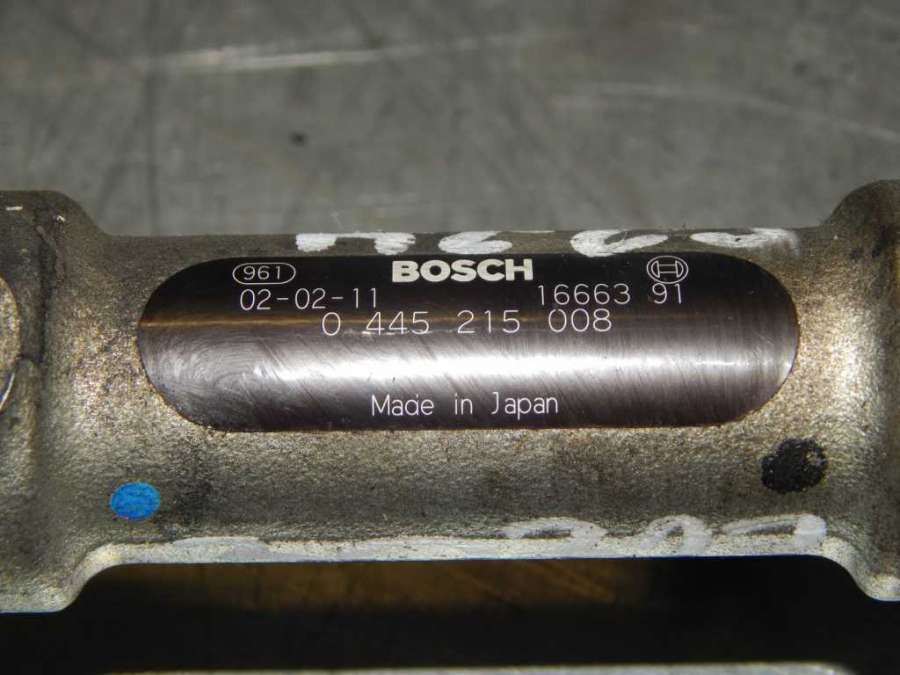 961 BOSCH
02-02-11 16663 91
0 445 215 008
Made in Japan